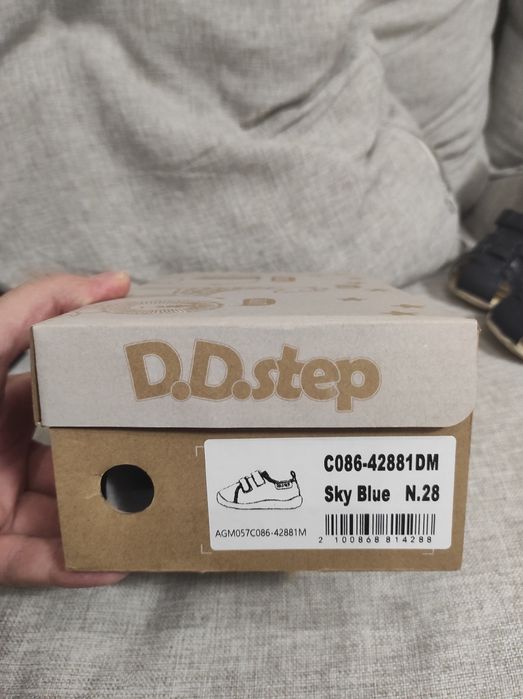 D.D.step
C086-42881DM
Sky Blue N.28
AGM057C086-42881M
2 100868 814288